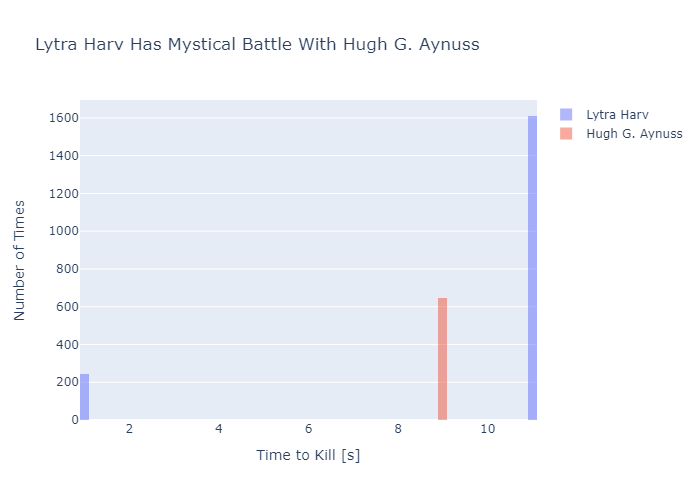 Lytra Harv Has Mystical Battle With Hugh G. Aynuss
Lytra Harv
Hugh G. Aynuss
Number of Times
1600
1400
1200
1000
800
600
400
200
0
2 4 6 8 10
Time to Kill [s]